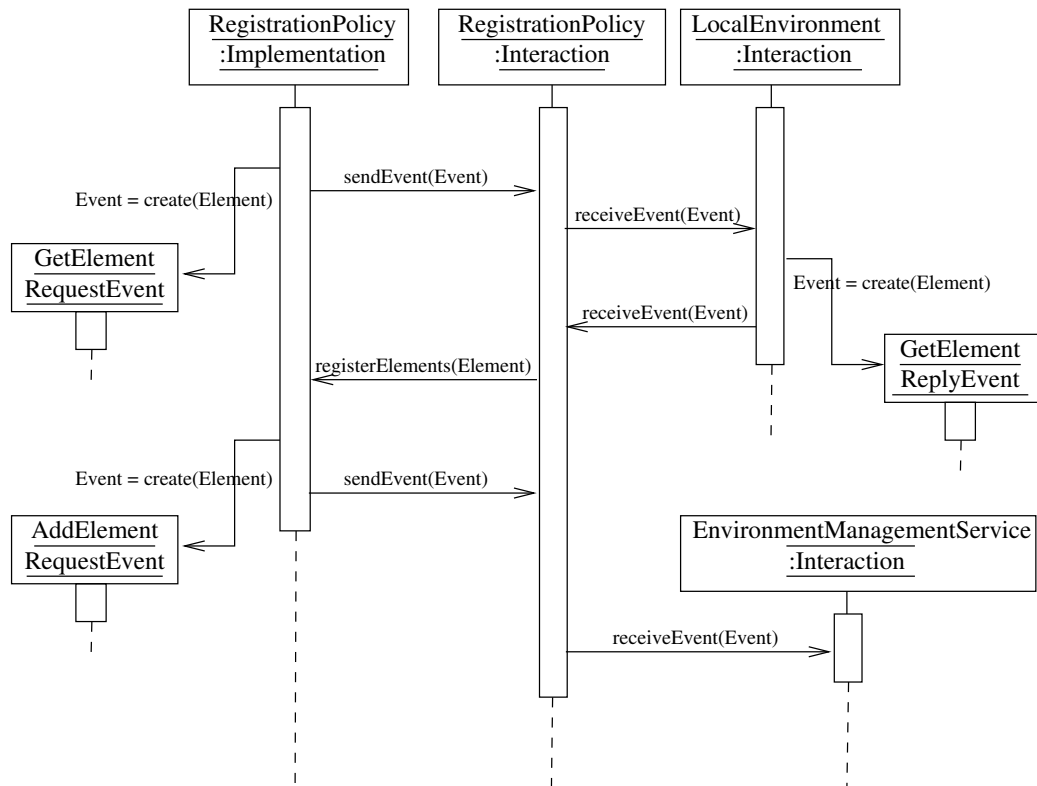 RegistrationPolicy
:Implementation
RegistrationPolicy
:Interaction
LocalEnvironment
:Interaction
sendEvent(Event)
Event = create(Element)
receiveEvent(Event)
GetElement
RequestEvent
Event = create(Element)
receiveEvent(Event)
GetElement
ReplyEvent
registerElements(Element)
Event = create(Element)
sendEvent(Event)
AddElement
RequestEvent
EnvironmentManagementService
:Interaction
receiveEvent(Event)